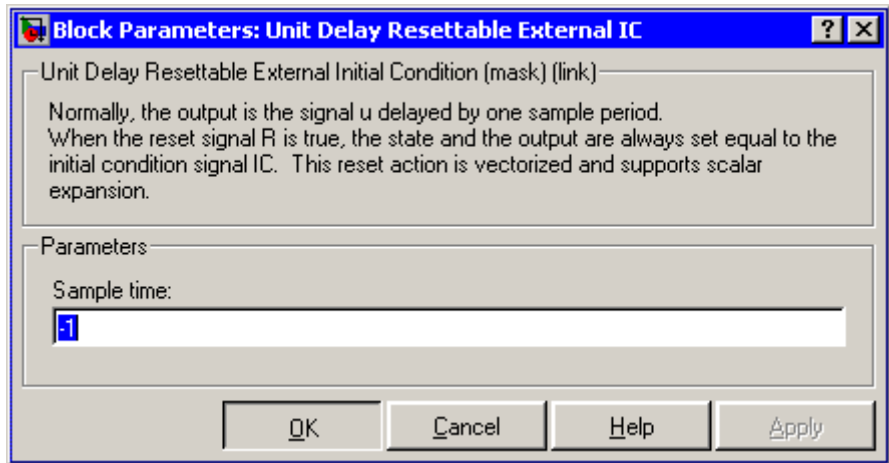 Block Parameters: Unit Delay Resettable External IC
Unit Delay Resettable External Initial Condition (mask) (link)
Normally, the output is the signal u delayed by one sample period.
When the reset signal R is true, the state and the output are always set equal to the
initial condition signal IC.  This reset action is vectorized and supports scalar
expansion.
Parameters
Sample time:
-1
OK Cancel Help Apply